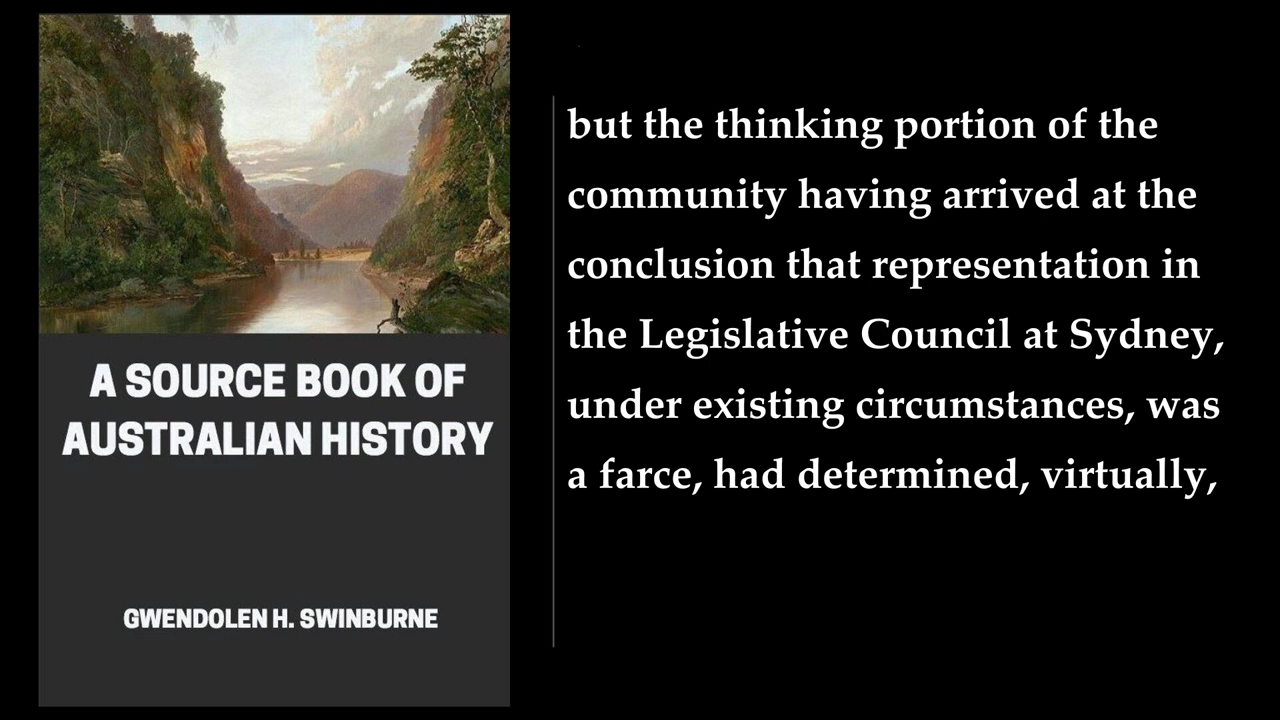 A SOURCE BOOK OF
AUSTRALIAN HISTORY
GWENDOLEN H. SWINBURNE
but the thinking portion of the
community having arrived at the
conclusion that representation in
the Legislative Council at Sydney,
under existing circumstances, was
a farce, had determined, virtually,